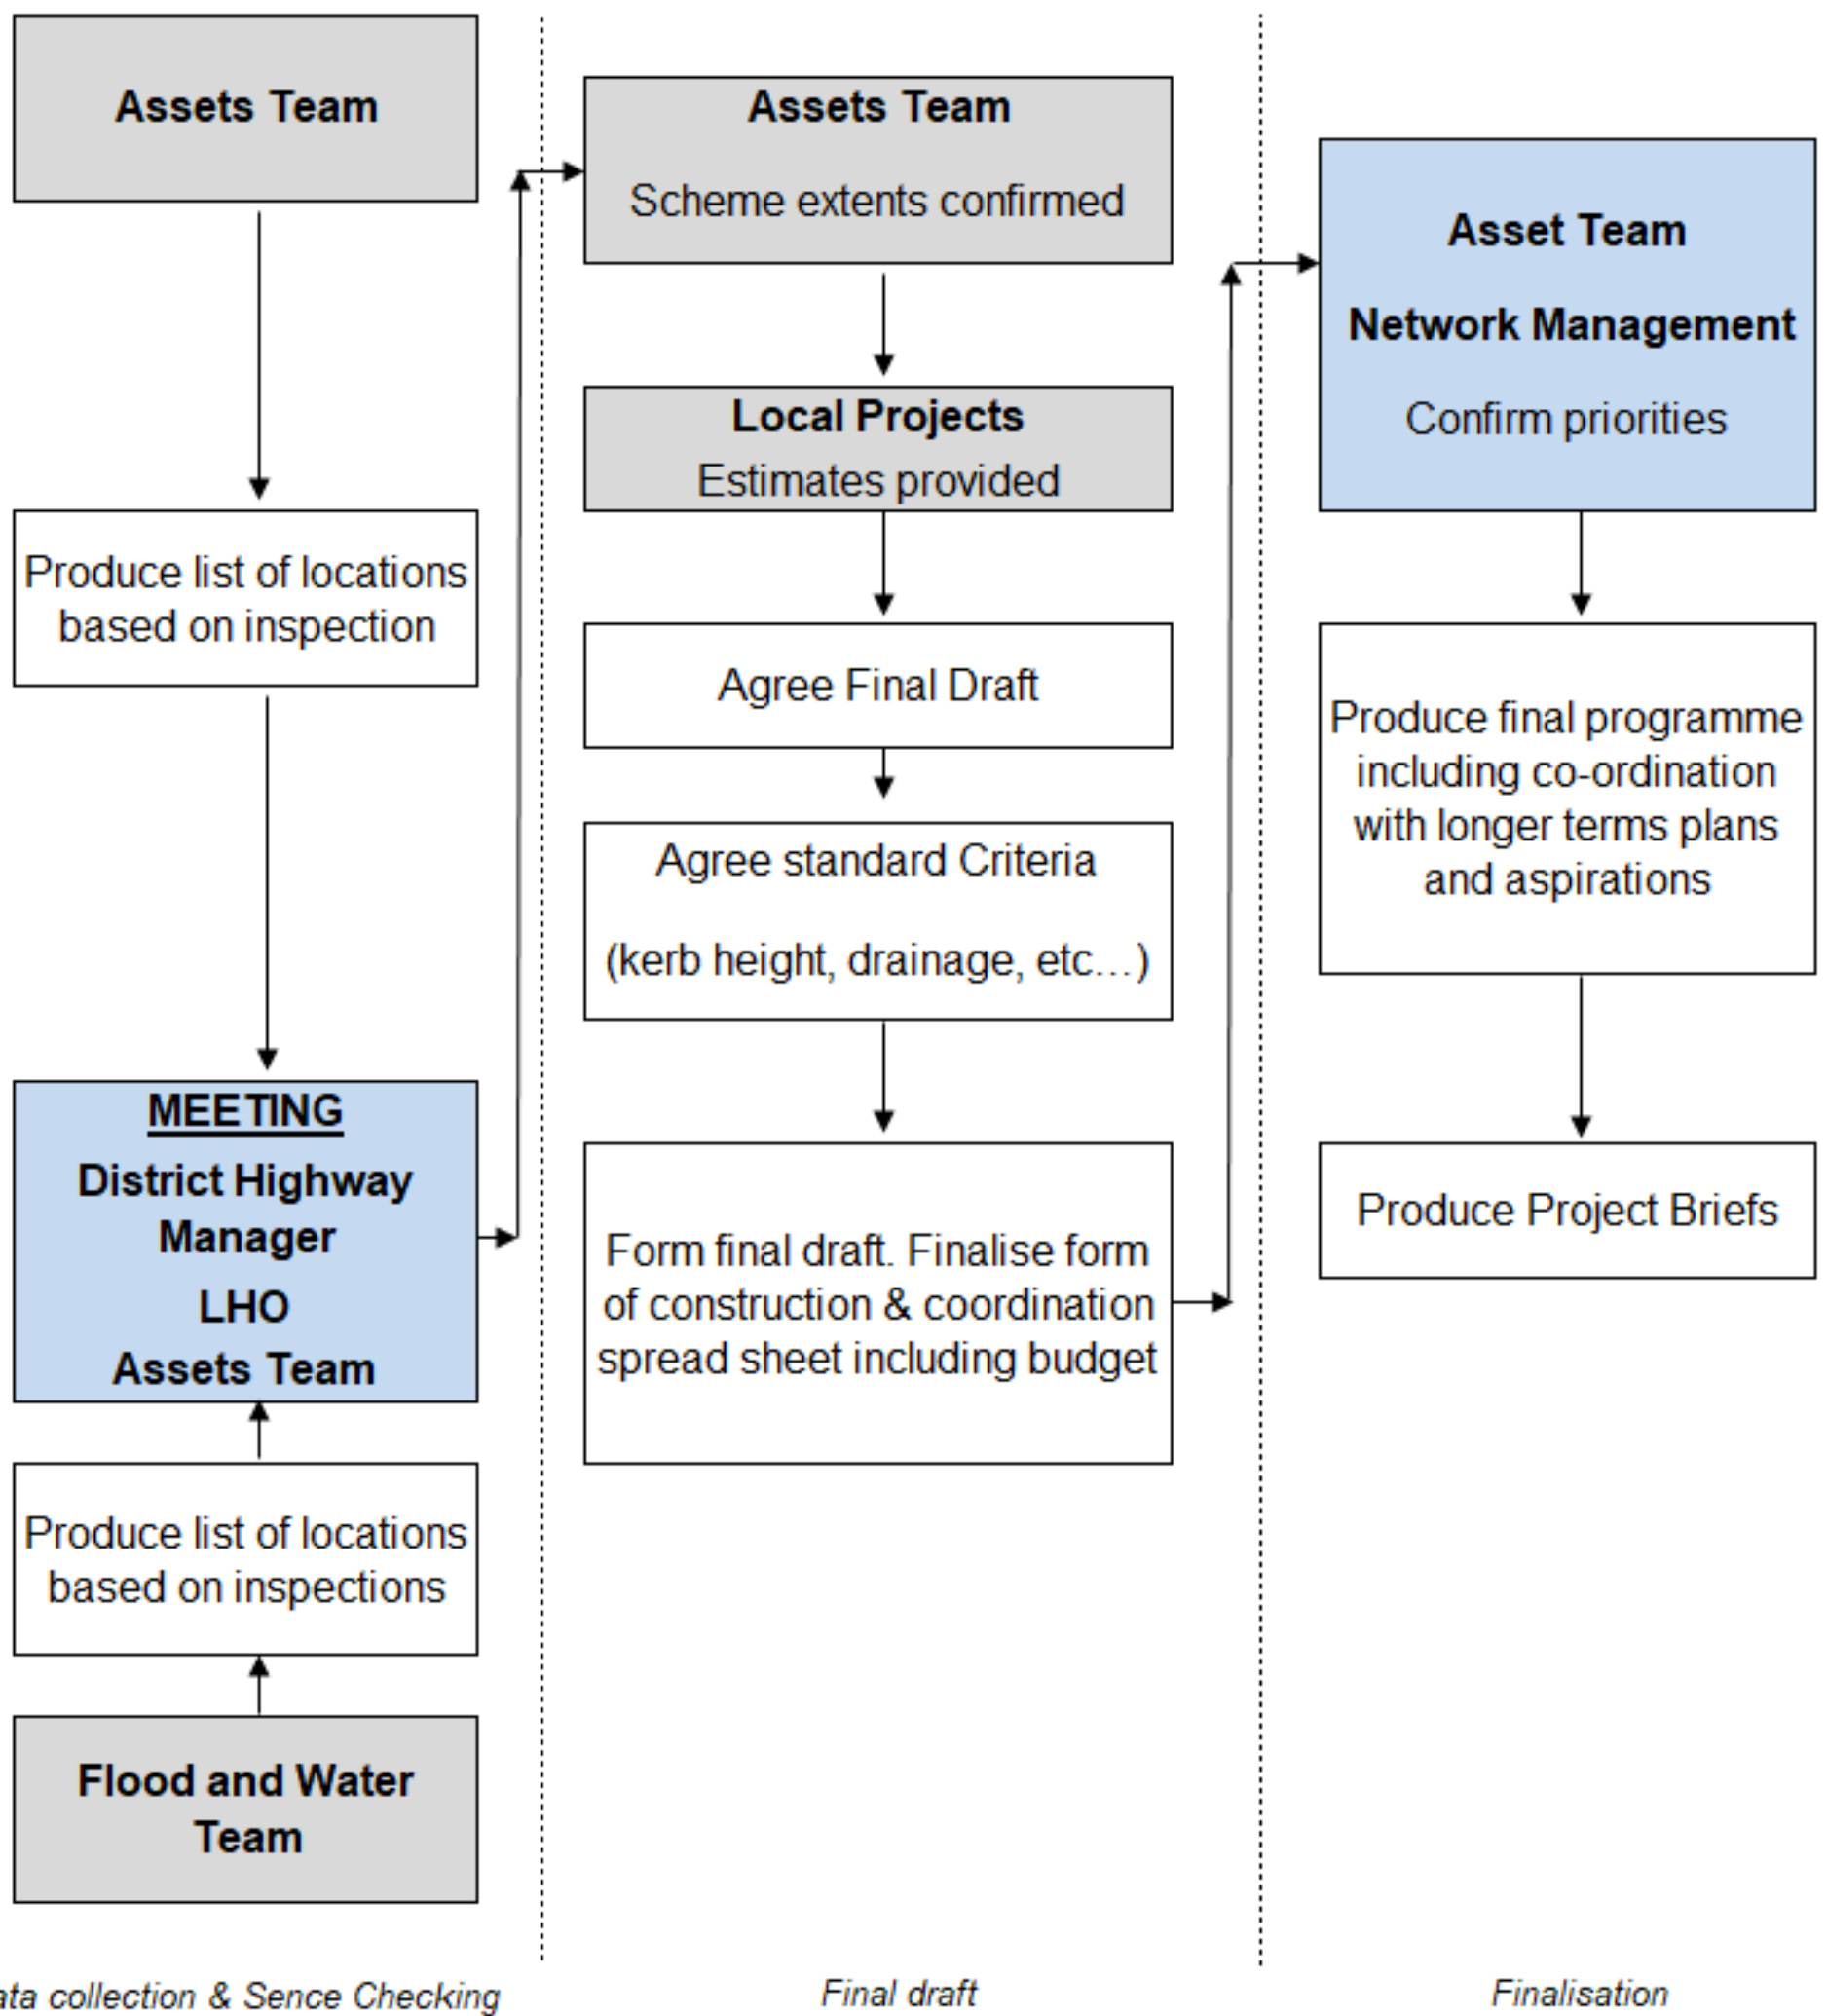 Assets Team
Produce list of locations
based on inspection
MEETING
District Highway
Manager
LHO
Assets Team
Produce list of locations
based on inspections
Flood and Water
Team
ata collection & Sence Checking
Assets Team
Scheme extents confirmed
Local Projects
Estimates provided
Agree Final Draft
Agree standard Criteria
(kerb height, drainage, etc...)
Form final draft. Finalise form
of construction & coordination
spread sheet including budget
Final draft
Asset Team
Network Management
Confirm priorities
Produce final programme
including co-ordination
with longer terms plans
and aspirations
Produce Project Briefs
Finalisation